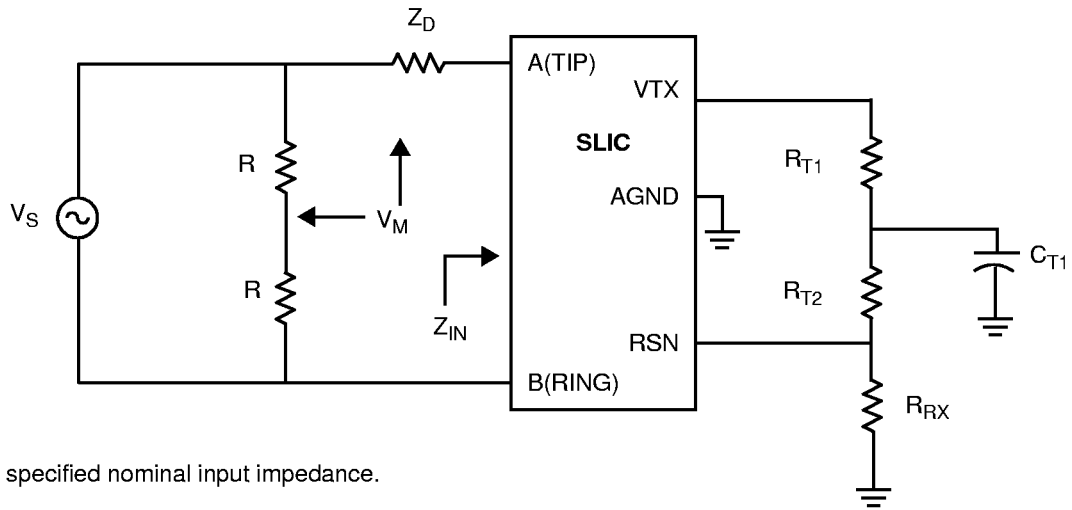 Z_D
A(TIP)
VTX
SLIC
R
R_T1
V_S
V_M
AGND
C_T1
R
R_T2
Z_IN
RSN
B(RING)
R_RX
specified nominal input impedance.